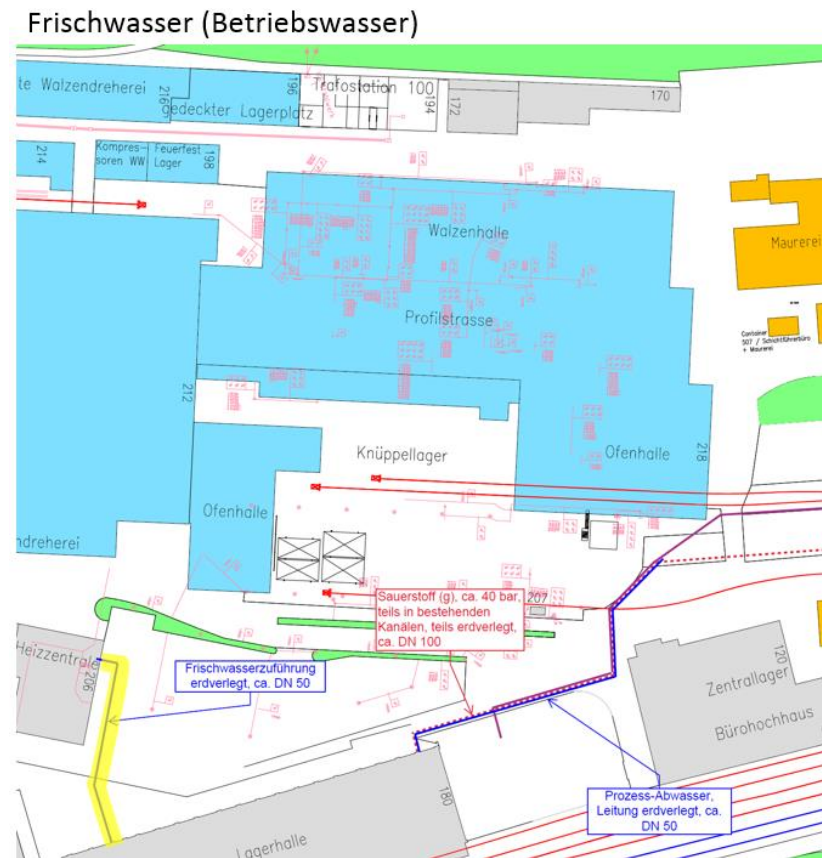 Frischwasser (Betriebswasser)
te Walzendreherei
216
196
Trafostation 100
gedeckter Lagerplatz
194
172
170
214
Kompres-
soren WW
Feuerfest
Lager
198
Walzenhalle
Maurerei
Profilstrasse
Container
507 / Schichtführerbüro
+ Maurerei
212
Knüppellager
Ofenhalle
218
Ofenhalle
ndreherei
207
Sauerstoff (g), ca. 40 bar,
teils in bestehenden
Kanälen, teils erdverlegt,
ca. DN 100
Heizzentrale
206
Frischwasserzuführung
erdverlegt, ca. DN 50
120
Zentrallager
Bürohochhaus
180
Prozess-Abwasser,
Leitung erdverlegt, ca.
DN 50
Lagerhalle